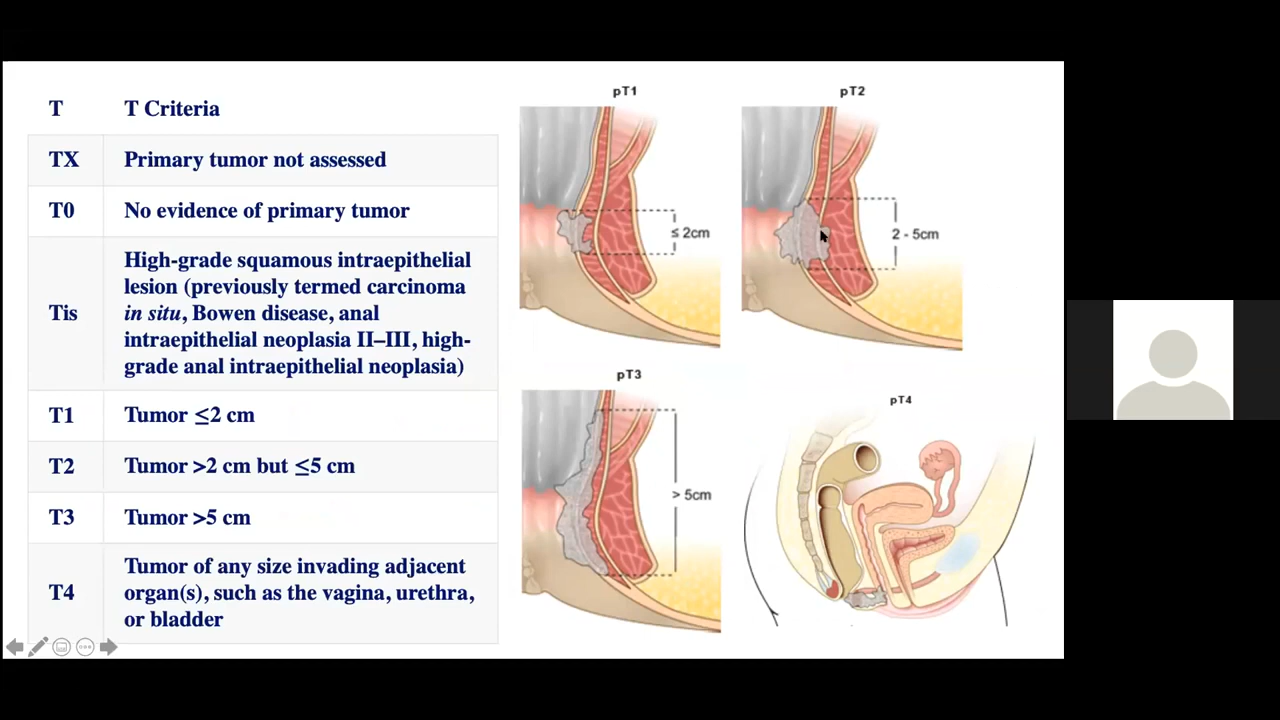 T T Criteria
TX Primary tumor not assessed
T0 No evidence of primary tumor
Tis High-grade squamous intraepithelial
lesion (previously termed carcinoma
in situ, Bowen disease, anal
intraepithelial neoplasia II–III, high-
grade anal intraepithelial neoplasia)
T1 Tumor ≤2 cm
T2 Tumor >2 cm but ≤5 cm
T3 Tumor >5 cm
T4 Tumor of any size invading adjacent
organ(s), such as the vagina, urethra,
or bladder
pT1
≤ 2cm
pT2
2 - 5cm
pT3
> 5cm
pT4